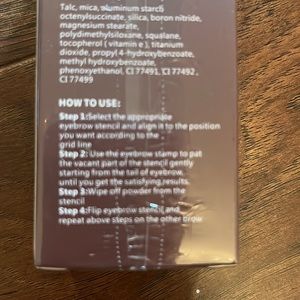 Talc, mica, aluminum starch
octenylsuccinate, silica, boron nitride,
magnesium stearate,
polydimethylsiloxane, squalane,
tocopherol ( vitamin e ), titanium
dioxide, propyl 4-hydroxybenzoate,
methyl hydroxybenzoate,
phenoxyethanol, CI 77491, CI 77492 ,
CI 77499
HOW TO USE:
Step 1:Select the appropriate
eyebrow stencil and align it to the position
you want according to the
grid line
Step 2: Use the eyebrow stamp to pat
the vacant part of the stencil gently
starting from the tail of eyebrow,
until you get the satisfying results.
Step 3:Wipe off powder from the
stencil
Step 4:Flip eyebrow stencil and
repeat above steps on the other brow